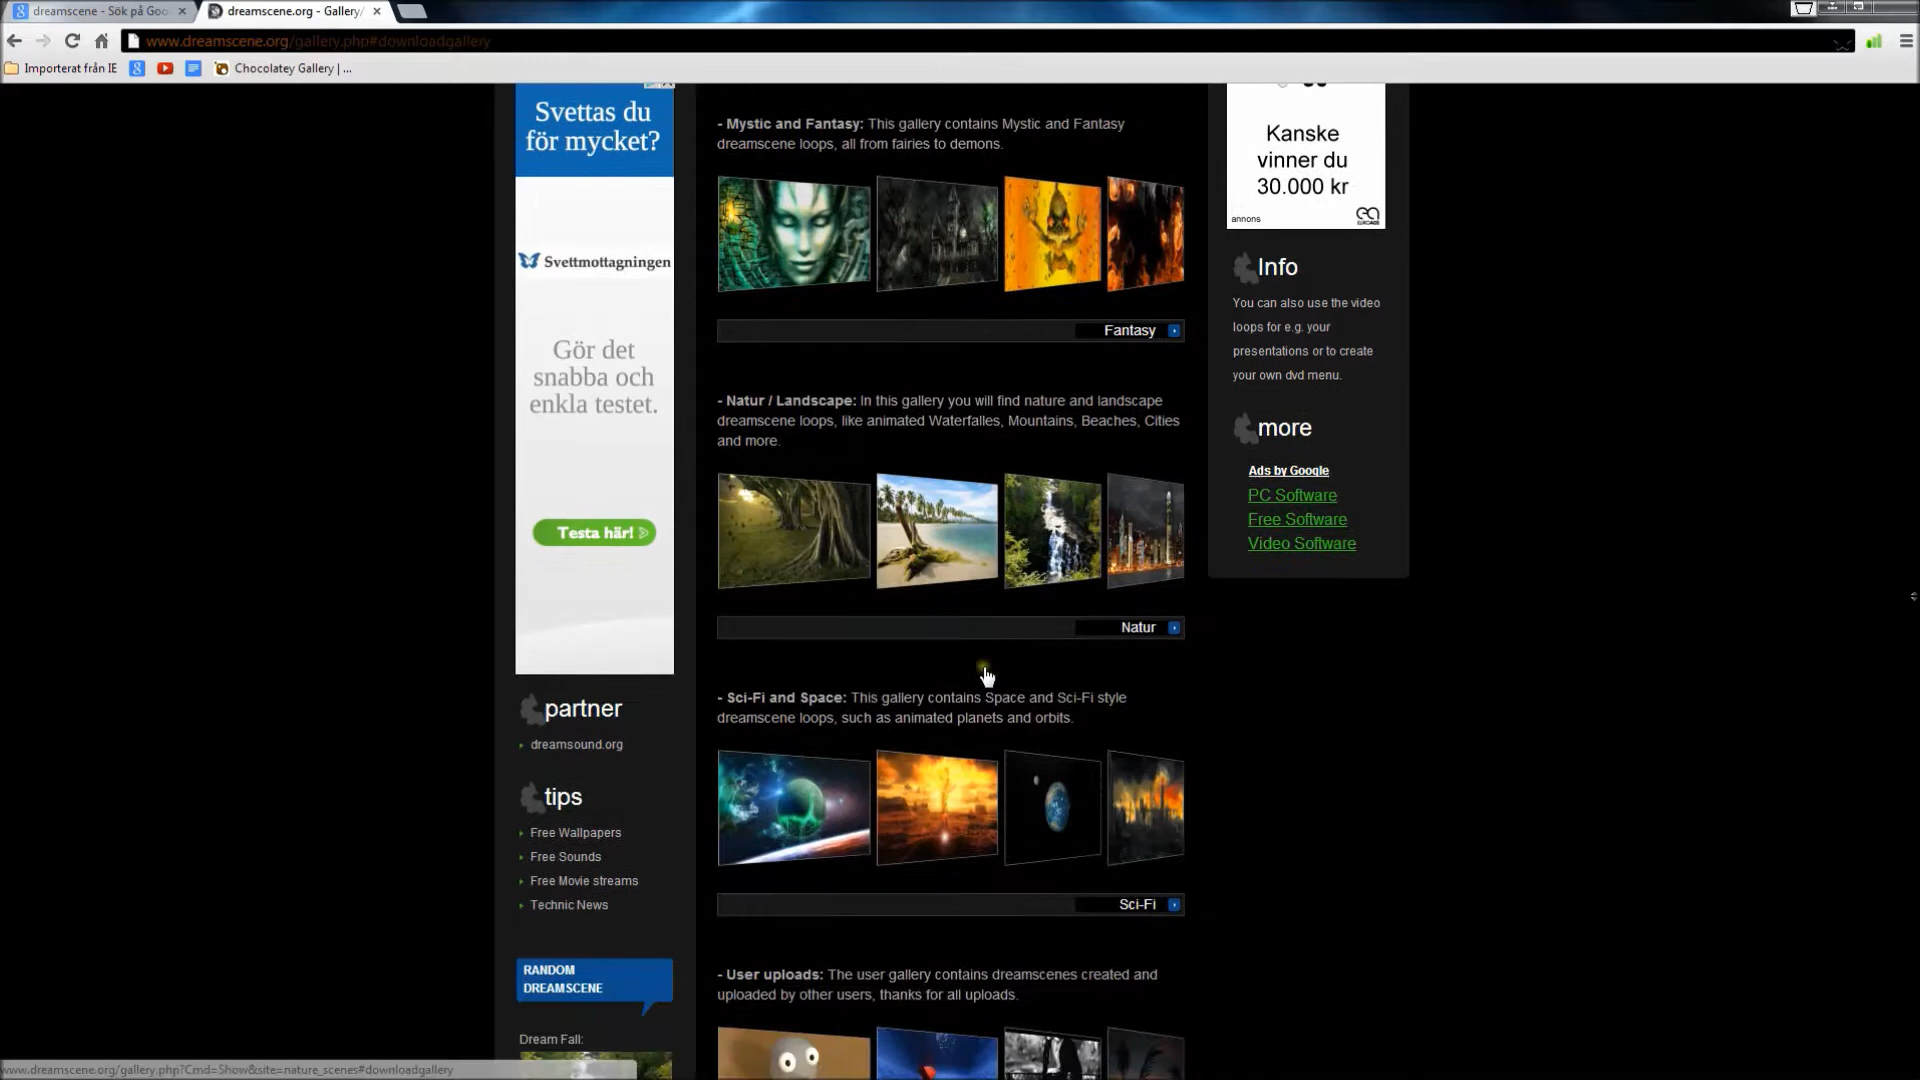 dreamscene - Sök på Goo
dreamscene.org - Gallery/
www.dreamscene.org/gallery.php#downloadgallery
Importerat från IE
Chocolatey Gallery | ...
Svettas du
för mycket?
Svettmottagningen
Gör det
snabba och
enkla testet.
Testa här!
partner
dreamsound.org
tips
Free Wallpapers
Free Sounds
Free Movie streams
Technic News
RANDOM
DREAMSCENE
Dream Fall:
- Mystic and Fantasy: This gallery contains Mystic and Fantasy
dreamscene loops, all from fairies to demons.
Fantasy
- Natur / Landscape: In this gallery you will find nature and landscape
dreamscene loops, like animated Waterfalles, Mountains, Beaches, Cities
and more.
Natur
- Sci-Fi and Space: This gallery contains Space and Sci-Fi style
dreamscene loops, such as animated planets and orbits.
Sci-Fi
- User uploads: The user gallery contains dreamscenes created and
uploaded by other users, thanks for all uploads.
Kanske
vinner du
30.000 kr
annons
Info
You can also use the video
loops for e.g. your
presentations or to create
your own dvd menu.
more
Ads by Google
PC Software
Free Software
Video Software
www.dreamscene.org/gallery.php?Cmd=Show&site=nature_scenes#downloadgallery